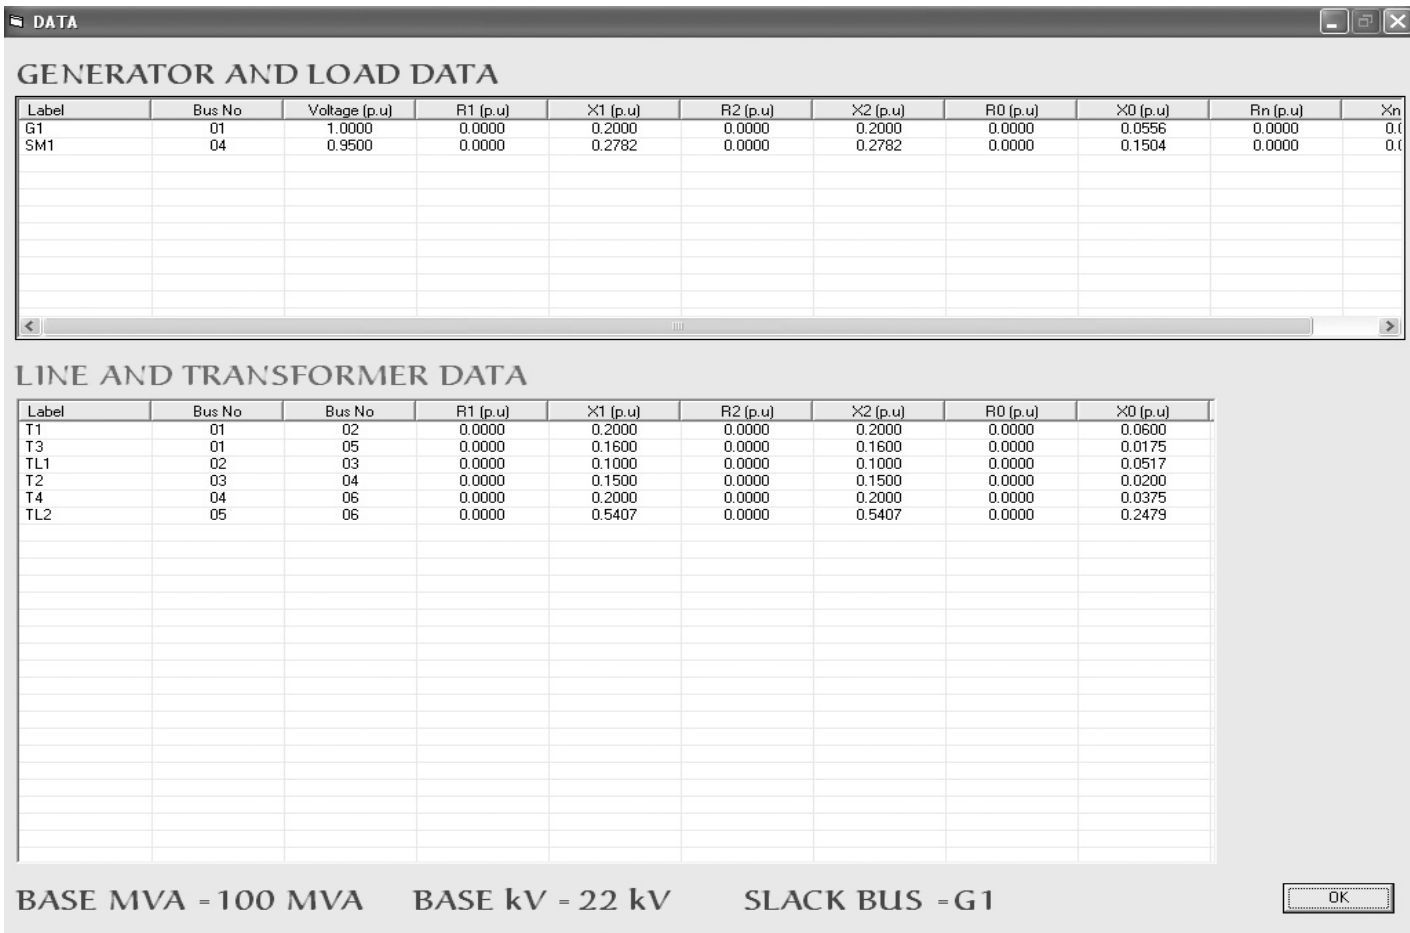 DATA
GENERATOR AND LOAD DATA
Label Bus No Voltage (p.u) R1 (p.u) X1 (p.u) R2 (p.u) X2 (p.u) R0 (p.u) X0 (p.u) Rn (p.u) Xn
G1 01 1.0000 0.0000 0.2000 0.0000 0.2000 0.0000 0.0556 0.0000 0.0
SM1 04 0.9500 0.0000 0.2782 0.0000 0.2782 0.0000 0.1504 0.0000 0.0
LINE AND TRANSFORMER DATA
Label Bus No Bus No R1 (p.u) X1 (p.u) R2 (p.u) X2 (p.u) R0 (p.u) X0 (p.u)
T1 01 02 0.0000 0.2000 0.0000 0.2000 0.0000 0.0600
T3 01 05 0.0000 0.1600 0.0000 0.1600 0.0000 0.0175
TL1 02 03 0.0000 0.1000 0.0000 0.1000 0.0000 0.0517
T2 03 04 0.0000 0.1500 0.0000 0.1500 0.0000 0.0200
T4 04 06 0.0000 0.2000 0.0000 0.2000 0.0000 0.0375
TL2 05 06 0.0000 0.5407 0.0000 0.5407 0.0000 0.2479
BASE MVA = 100 MVA BASE kV = 22 kV SLACK BUS = G1 OK